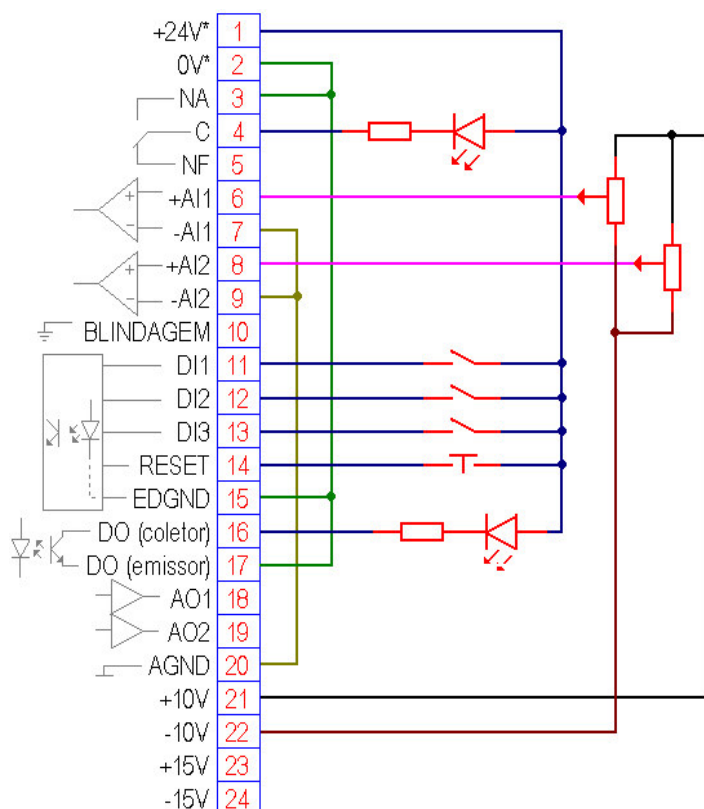 +24V* 1
0V* 2
NA 3
C 4
NF 5
+AI1 6
-AI1 7
+AI2 8
-AI2 9
BLINDAGEM 10
DI1 11
DI2 12
DI3 13
RESET 14
EDGND 15
DO (coletor) 16
DO (emissor) 17
AO1 18
AO2 19
AGND 20
+10V 21
-10V 22
+15V 23
-15V 24